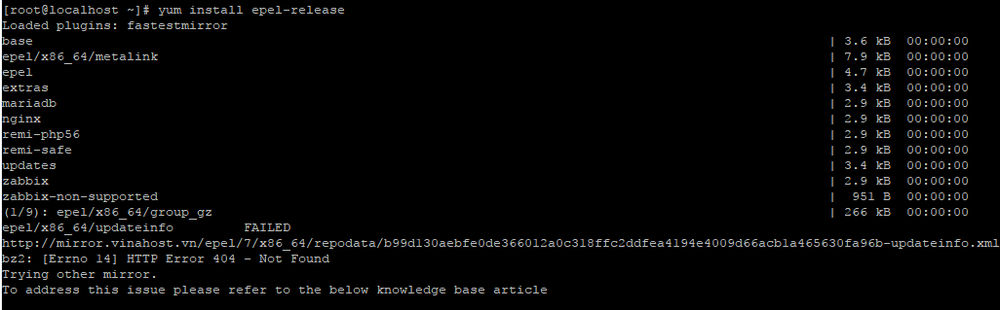 [root@localhost ~]# yum install epel-release
Loaded plugins: fastestmirror
base | 3.6 kB 00:00:00
epel/x86_64/metalink | 7.9 kB 00:00:00
epel | 4.7 kB 00:00:00
extras | 3.4 kB 00:00:00
mariadb | 2.9 kB 00:00:00
nginx | 2.9 kB 00:00:00
remi-php56 | 2.9 kB 00:00:00
remi-safe | 2.9 kB 00:00:00
updates | 3.4 kB 00:00:00
zabbix | 2.9 kB 00:00:00
zabbix-non-supported | 951 B 00:00:00
(1/9): epel/x86_64/group_gz | 266 kB 00:00:00
epel/x86_64/updateinfo FAILED
http://mirror.vinahost.vn/epel/7/x86_64/repodata/b99d130aebfe0de366012a0c318ffc2ddfea4194e4009d66acb1a465630fa96b-updateinfo.xml
bz2: [Errno 14] HTTP Error 404 - Not Found
Trying other mirror.
To address this issue please refer to the below knowledge base article